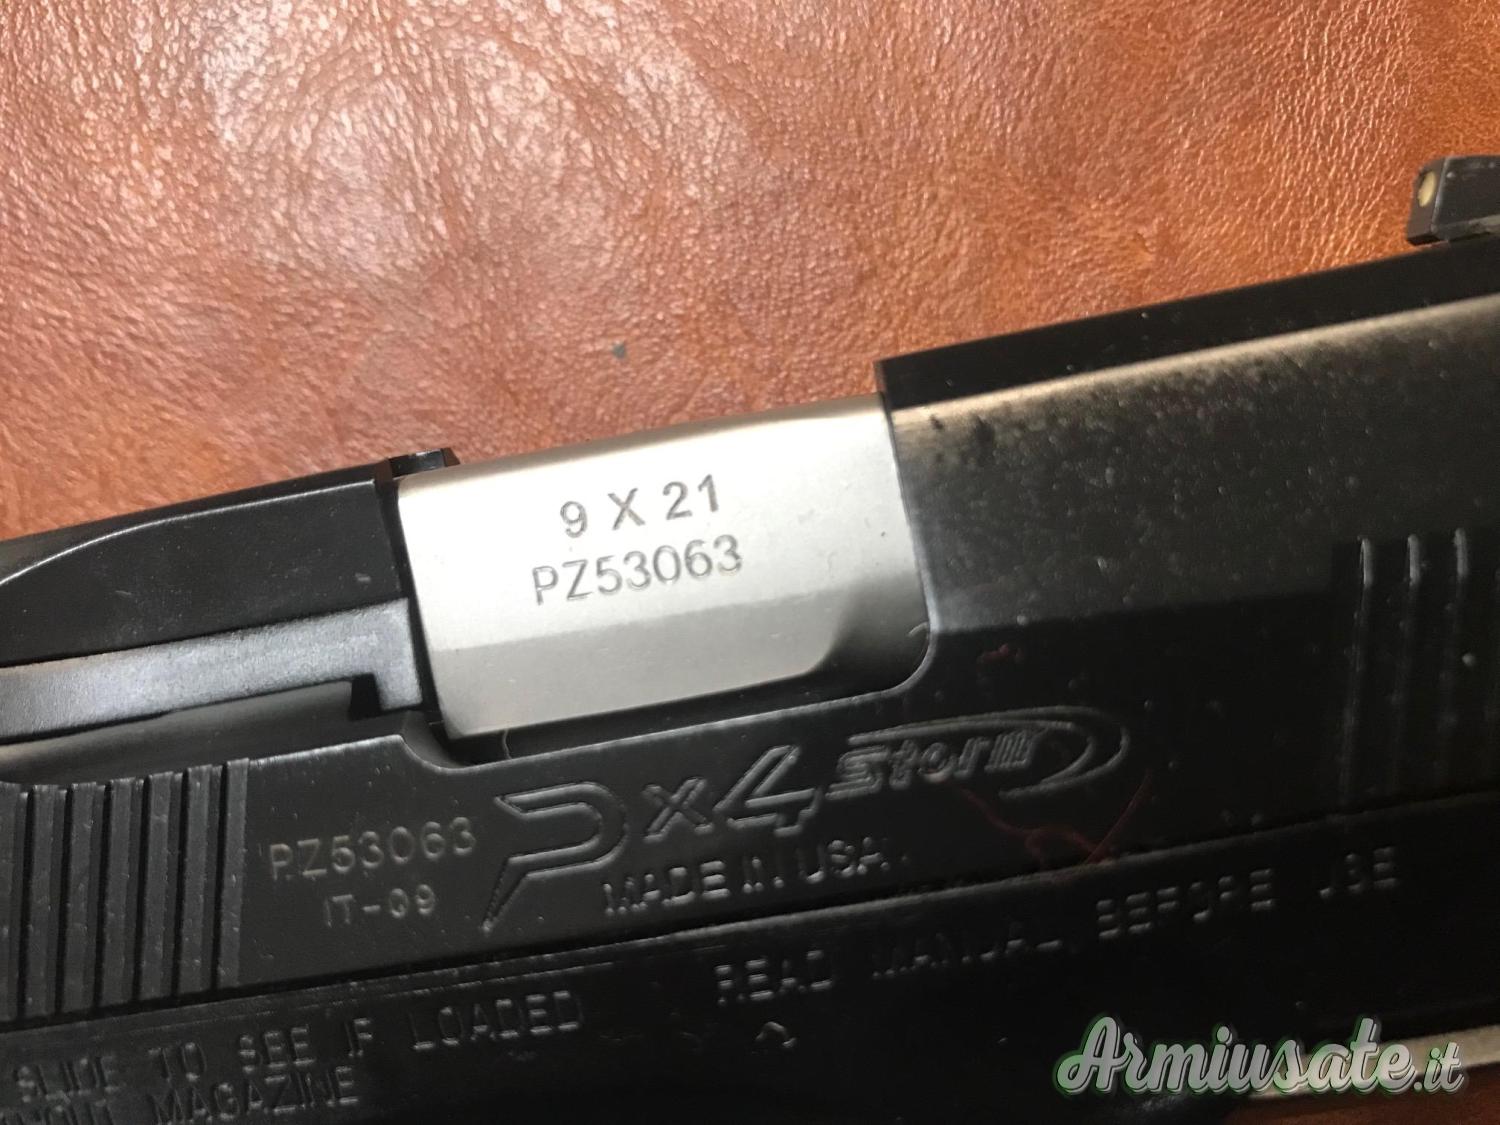 9 X 21
PZ53063
Px4 Storm
MADE IN USA
PZ53063
IT-09
READ MANUAL BEFORE USE
SLIDE TO SEE IF LOADED
MAGAZINE
Armiusate.it